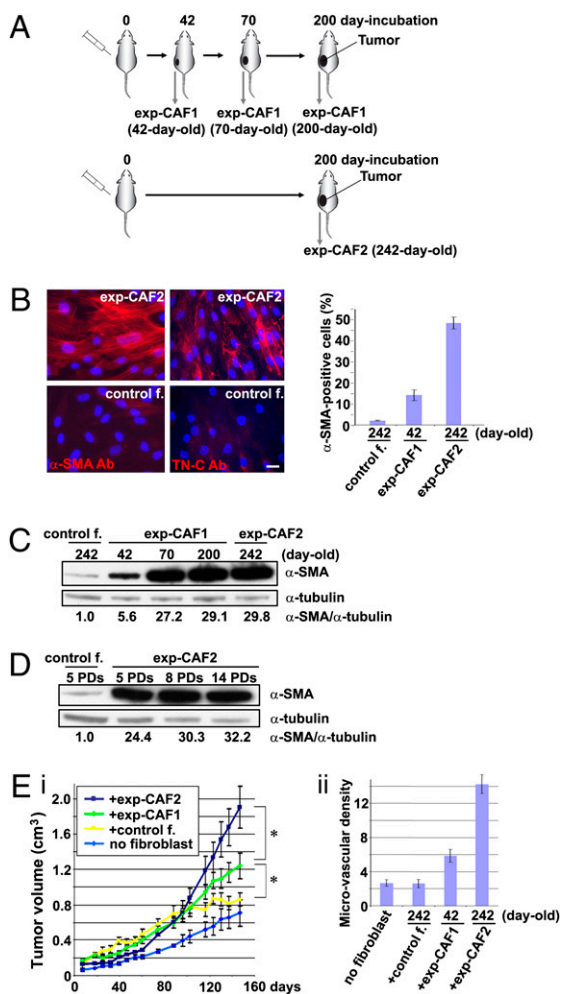 A
0 42 70 200 day-incubation
Tumor
exp-CAF1 exp-CAF1 exp-CAF1
(42-day-old) (70-day-old) (200-day-old)
0 200 day-incubation
Tumor
exp-CAF2 (242-day-old)
B
exp-CAF2 exp-CAF2
control f. control f.
α-SMA Ab TN-C Ab
α-SMA-positive cells (%)
50
40
30
20
10
0
242 42 242 (day-old)
control f.
exp-CAF1
exp-CAF2
C
control f. exp-CAF1 exp-CAF2
242 42 70 200 242 (day-old)
α-SMA
α-tubulin
1.0 5.6 27.2 29.1 29.8 α-SMA/α-tubulin
D
control f. exp-CAF2
5 PDs 5 PDs 8 PDs 14 PDs
α-SMA
α-tubulin
1.0 24.4 30.3 32.2 α-SMA/α-tubulin
E i
Tumor volume (cm3)
2.0
1.6
1.2
0.8
0.4
0
+exp-CAF2
+exp-CAF1
+control f.
no fibroblast
*
*
0 40 80 120 160 days
ii
Micro-vascular density
12
8
4
0
242 42 242 (day-old)
no fibroblast
+control f.
+exp-CAF1
+exp-CAF2